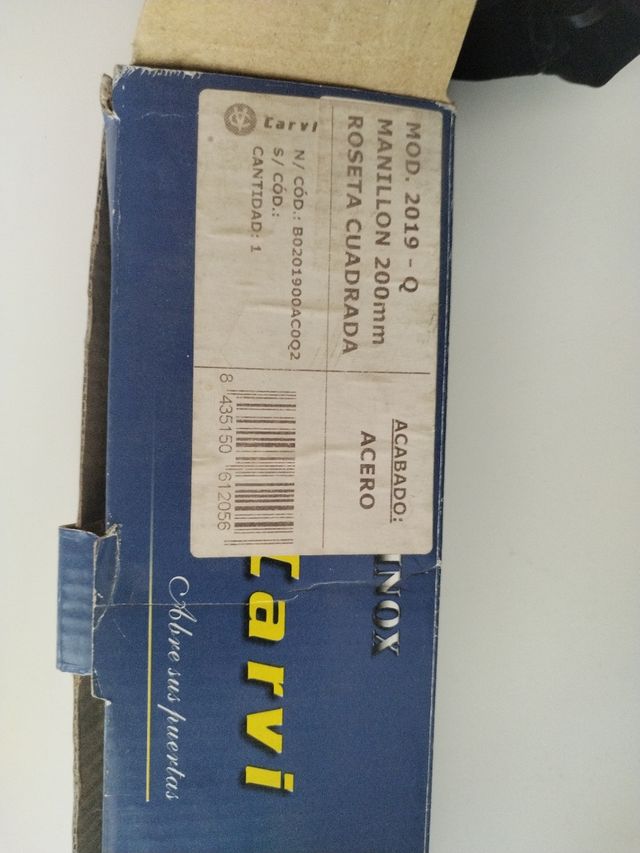 MOD. 2019 - Q
MANILLON 200mm
ROSETA CUADRADA
ACABADO:
ACERO
Carvi
N/ CÓD.: B0201900AC0Q2
S/ CÓD.:
CANTIDAD: 1
8 435150 612056
INOX
Carvi
Abre sus puertas